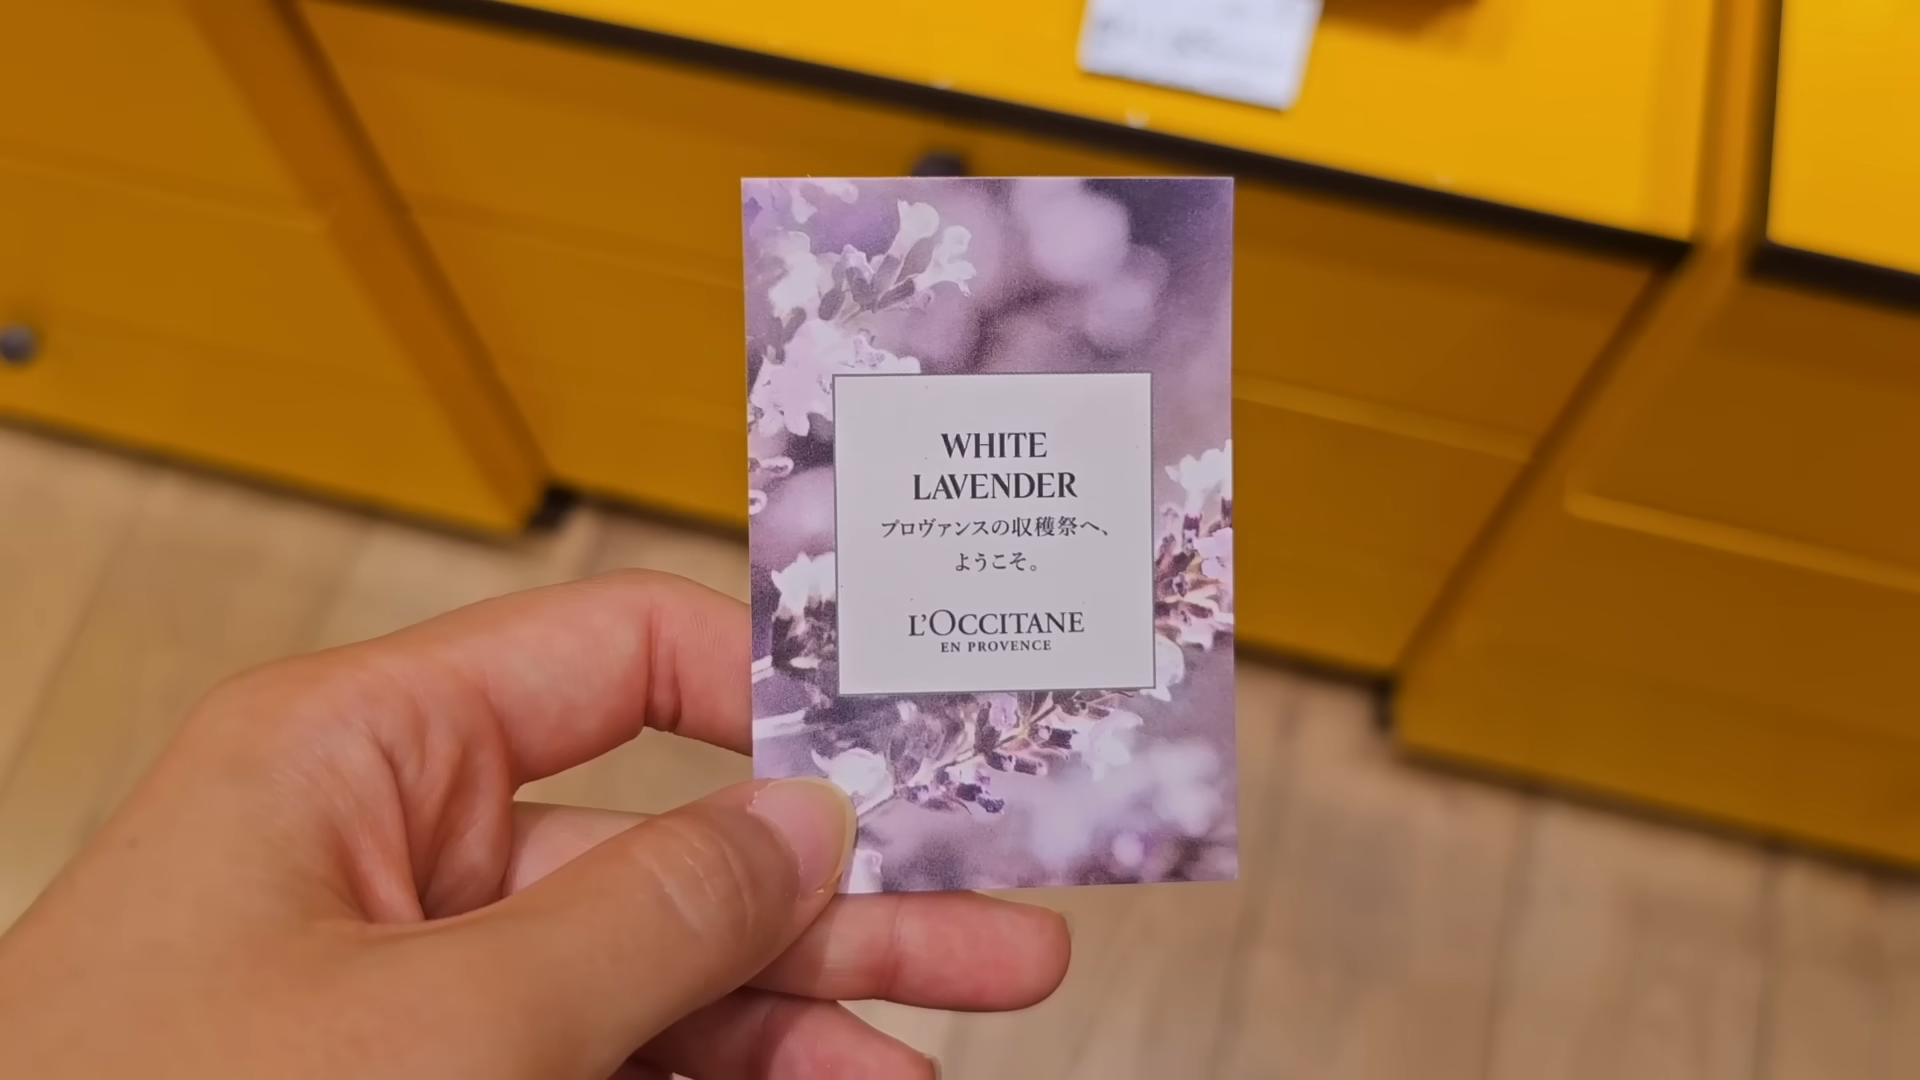 WHITE
LAVENDER
プロヴァンスの収穫祭へ、
ようこそ。
L'OCCITANE
EN PROVENCE